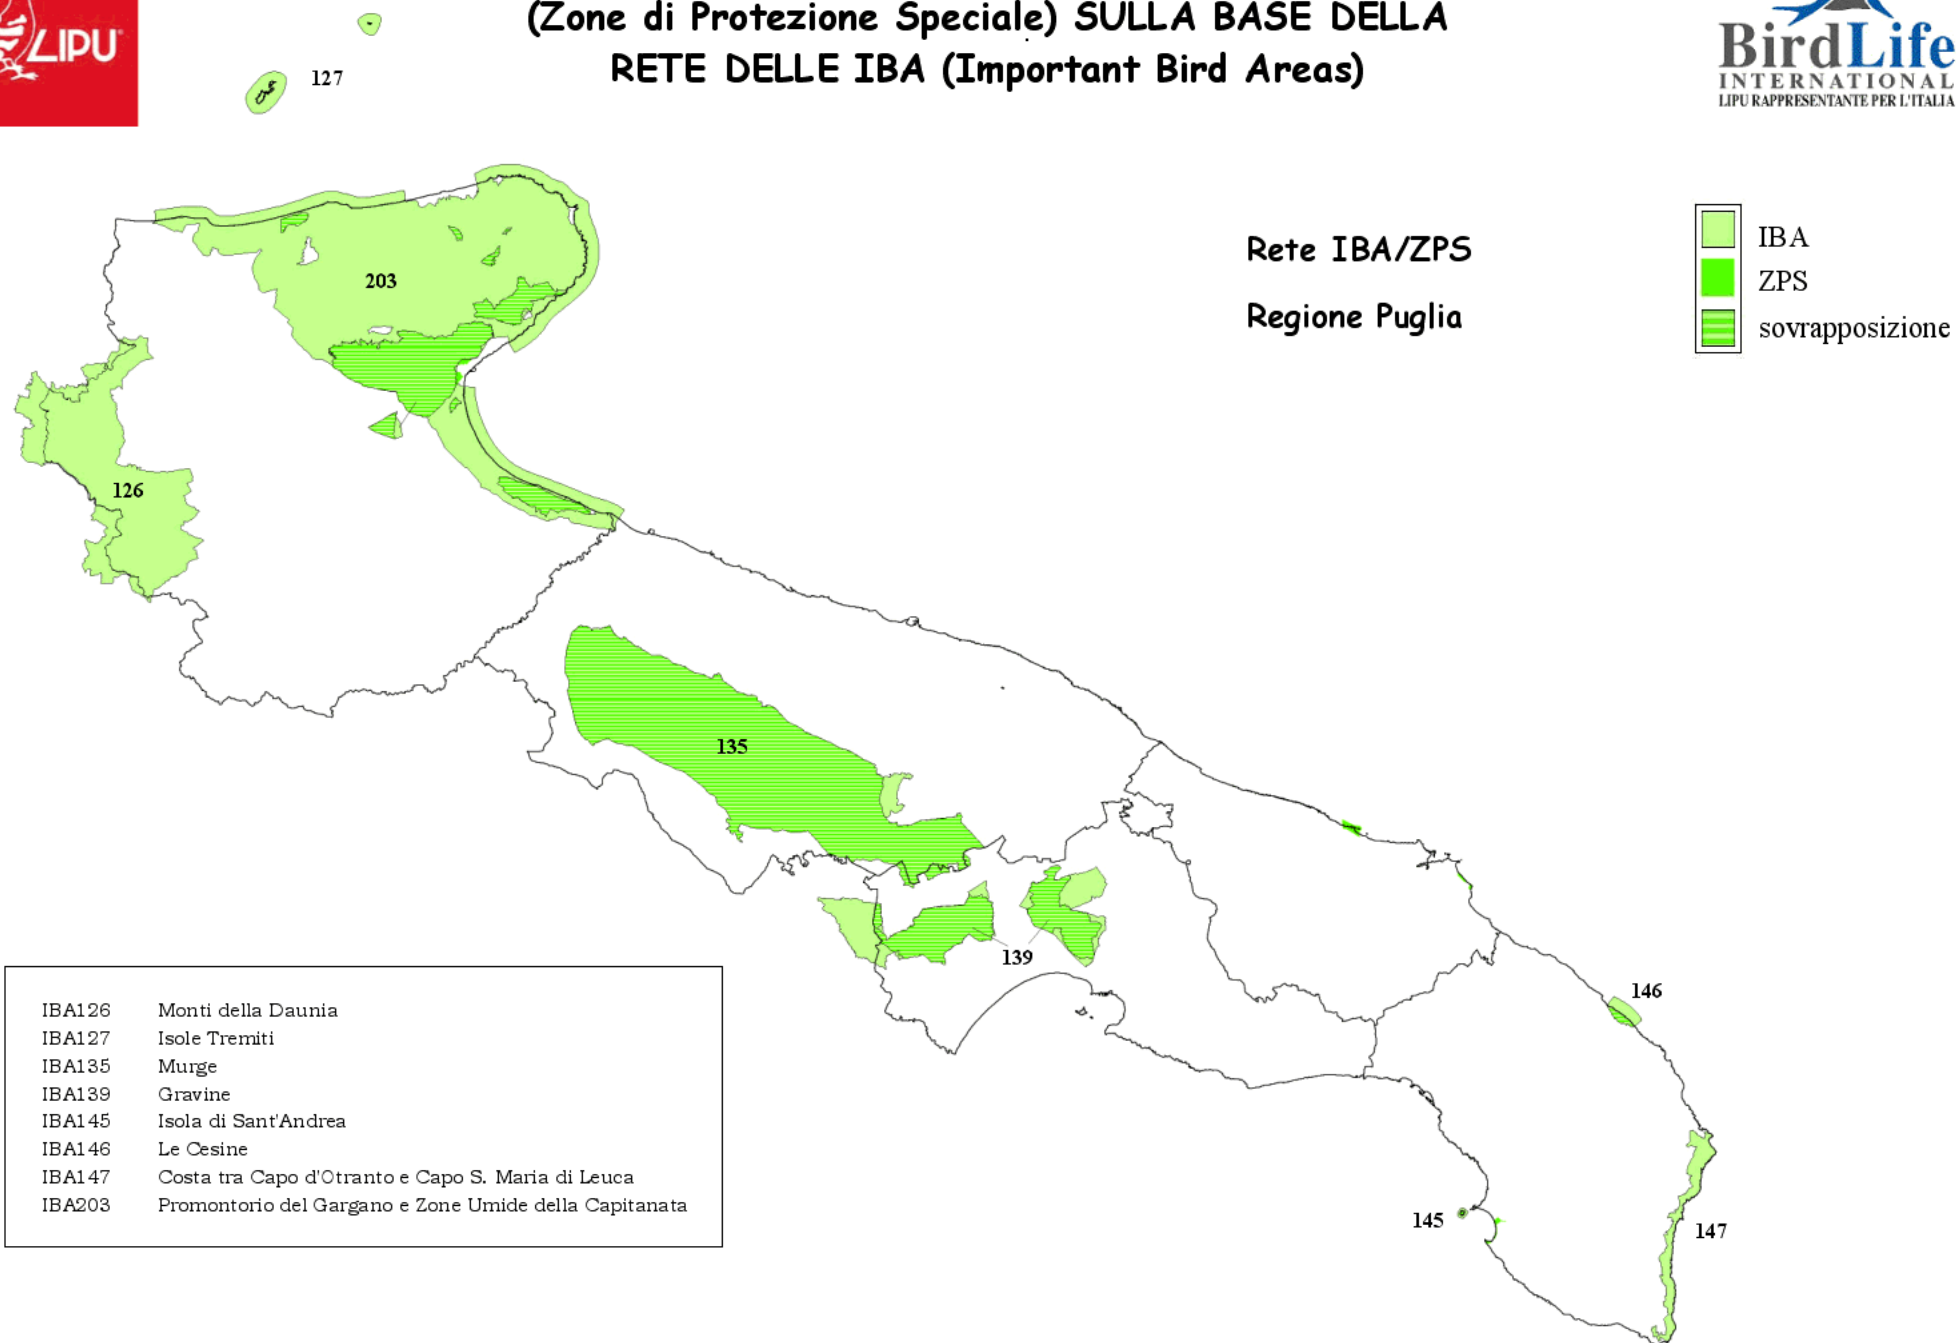 LIPU
(Zone di Protezione Speciale) SULLA BASE DELLA
RETE DELLE IBA (Important Bird Areas)
BirdLife
INTERNATIONAL
LIPU RAPPRESENTANTE PER L'ITALIA
127
Rete IBA/ZPS
Regione Puglia
IBA
ZPS
sovrapposizione
203
126
135
139
146
145
147
IBA126 Monti della Daunia
IBA127 Isole Tremiti
IBA135 Murge
IBA139 Gravine
IBA145 Isola di Sant'Andrea
IBA146 Le Cesine
IBA147 Costa tra Capo d'Otranto e Capo S. Maria di Leuca
IBA203 Promontorio del Gargano e Zone Umide della Capitanata